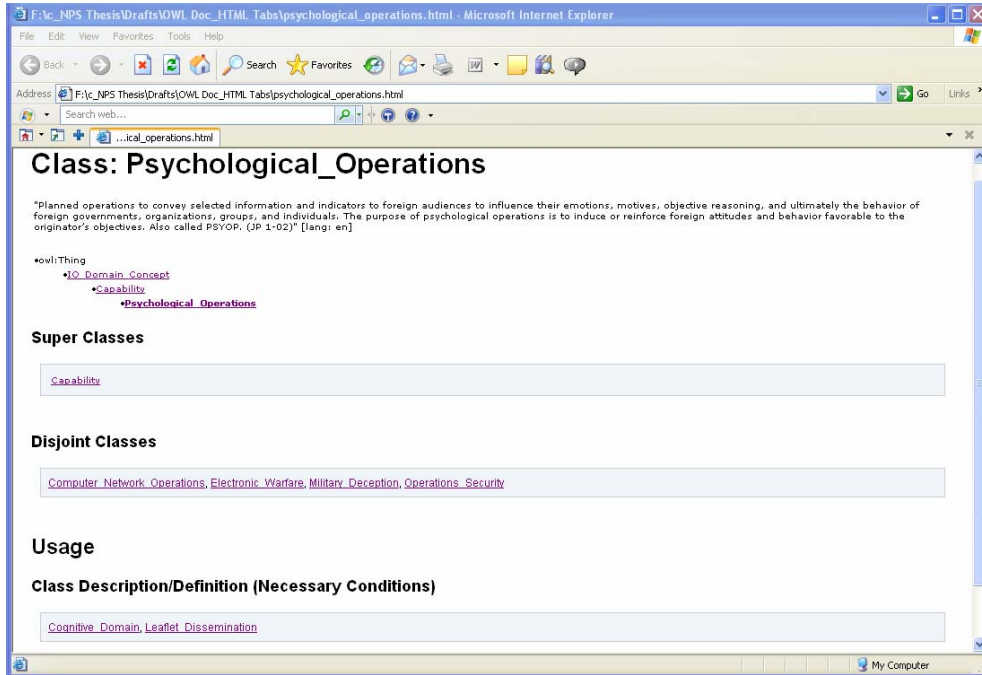 F:\c_NPS Thesis\Drafts\OWL Doc_HTML Tabs\psychological_operations.html - Microsoft Internet Explorer
File Edit View Favorites Tools Help
Back Search Favorites
Address F:\c_NPS Thesis\Drafts\OWL Doc_HTML Tabs\psychological_operations.html Go Links
Search web...
...ical_operations.html
Class: Psychological_Operations
"Planned operations to convey selected information and indicators to foreign audiences to influence their emotions, motives, objective reasoning, and ultimately the behavior of
foreign governments, organizations, groups, and individuals. The purpose of psychological operations is to induce or reinforce foreign attitudes and behavior favorable to the
originator's objectives. Also called PSYOP. (JP 1-02)" [lang: en]
•owl:Thing
•IO_Domain_Concept
•Capability
•Psychological_Operations
Super Classes
Capability
Disjoint Classes
Computer_Network_Operations, Electronic_Warfare, Military_Deception, Operations_Security
Usage
Class Description/Definition (Necessary Conditions)
Cognitive_Domain, Leaflet_Dissemination
My Computer